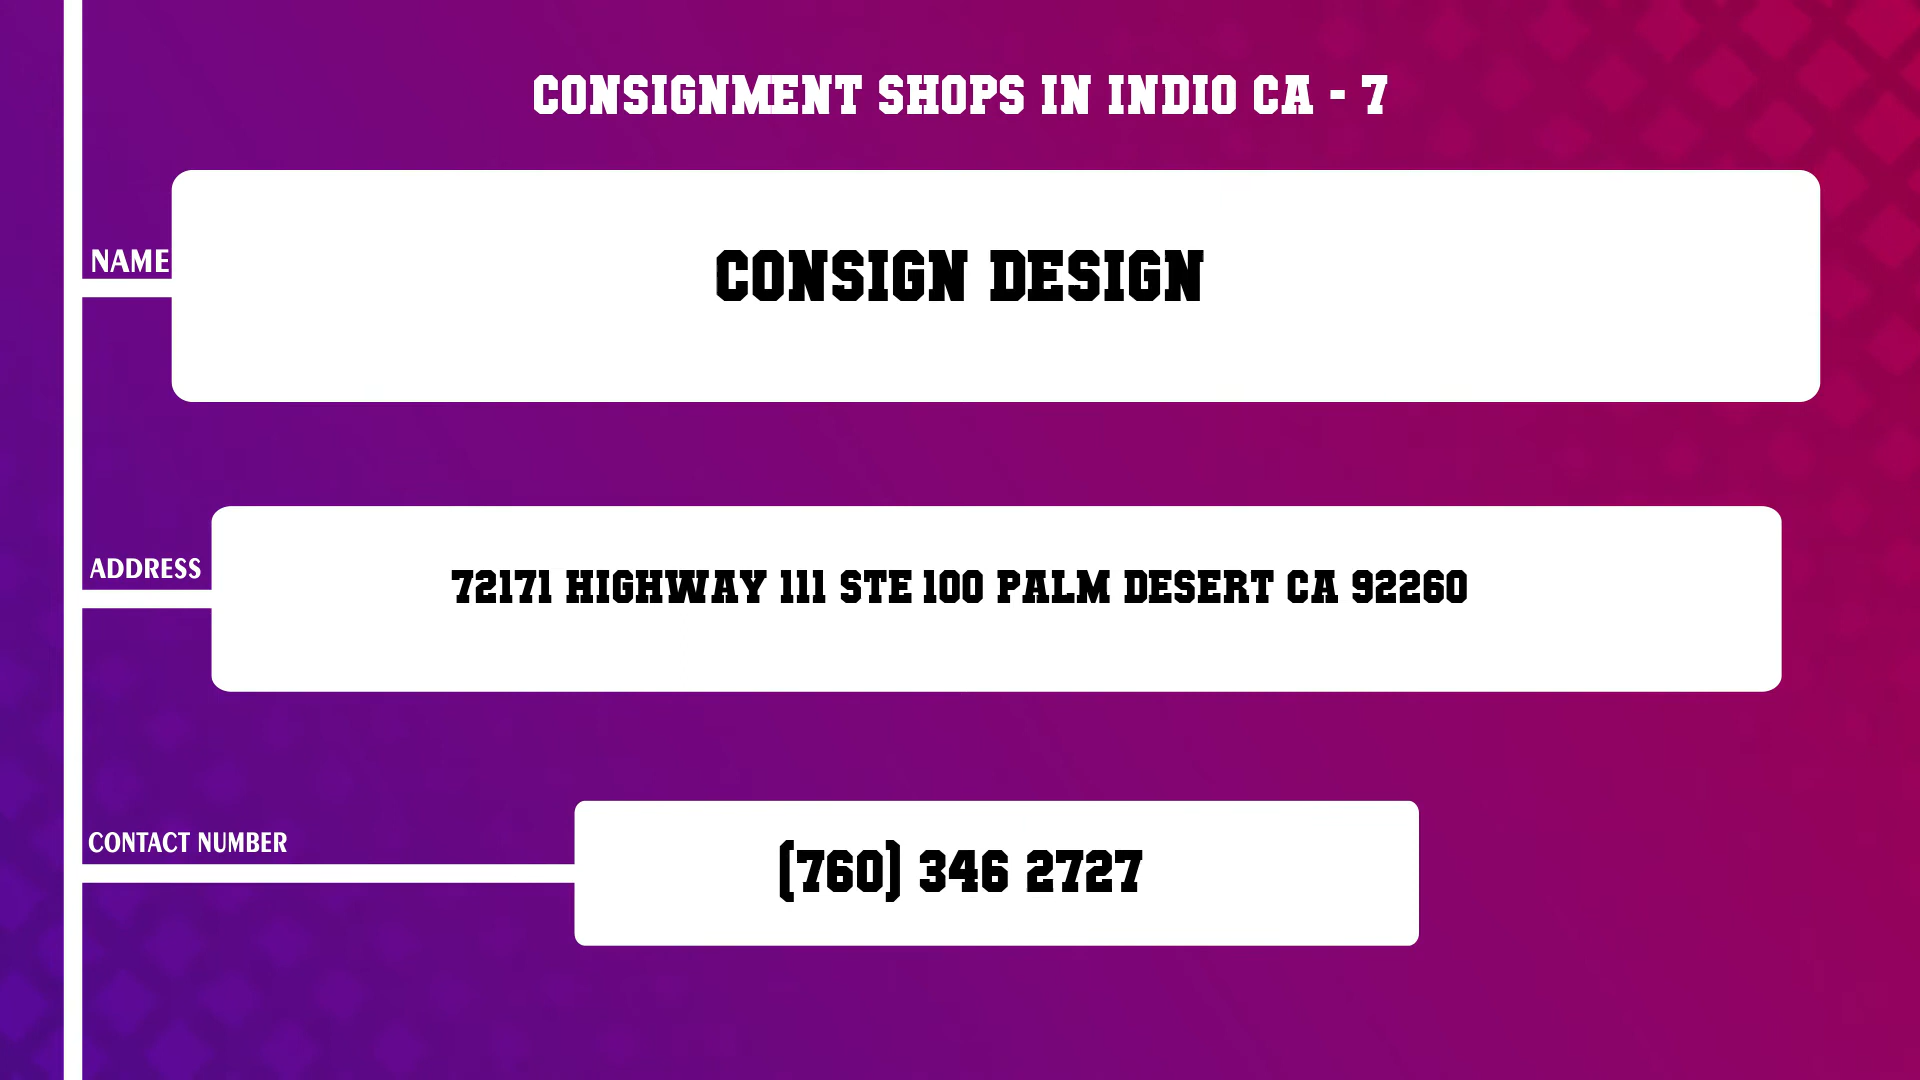 CONSIGNMENT SHOPS IN INDIO CA - 7
NAME
CONSIGN DESIGN
ADDRESS
72171 HIGHWAY 111 STE 100 PALM DESERT CA 92260
CONTACT NUMBER
(760) 346 2727